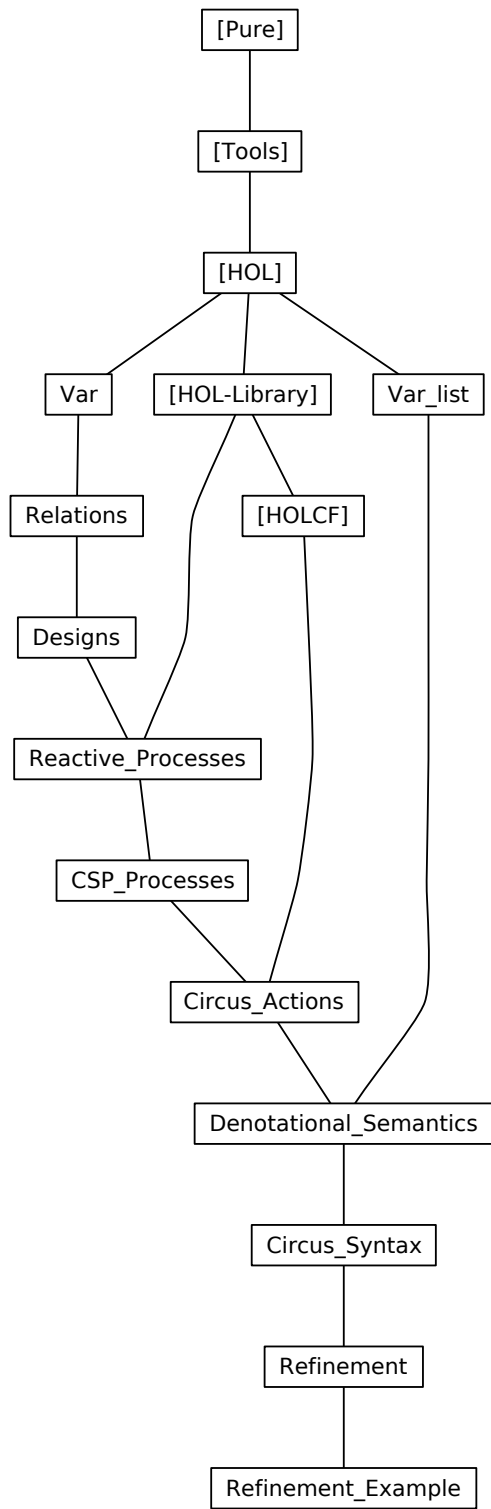 [Pure]
[Tools]
[HOL]
Var
[HOL-Library]
Var_list
Relations
[HOLCF]
Designs
Reactive_Processes
CSP_Processes
Circus_Actions
Denotational_Semantics
Circus_Syntax
Refinement
Refinement_Example